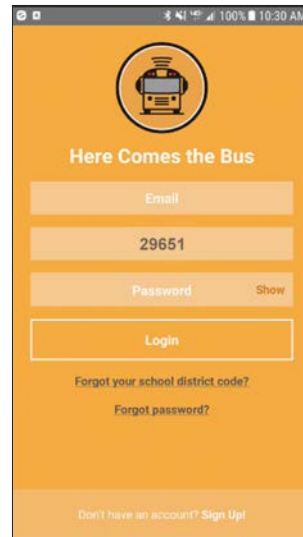 100% 10:30 AM
Here Comes the Bus
Email
29651
Password Show
Login
Forgot your school district code?
Forgot password?
Don't have an account? Sign Up!